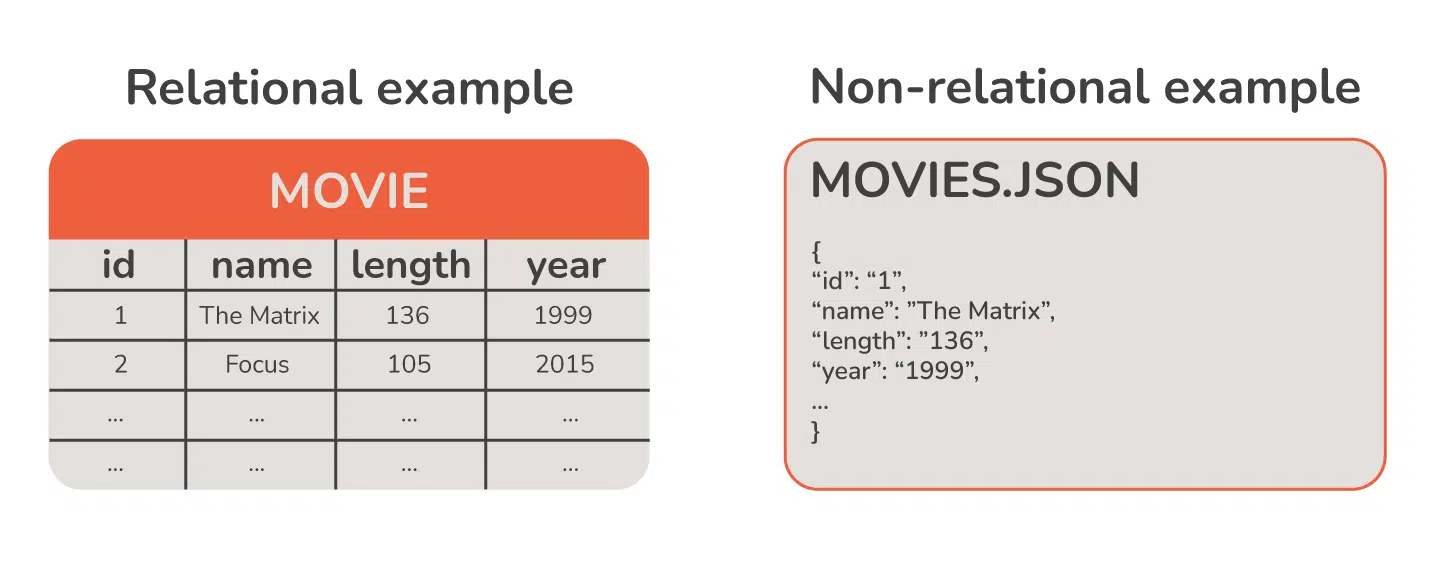 Relational example
MOVIE
id name length year
1 The Matrix 136 1999
2 Focus 105 2015
... ... ... ...
... ... ... ...
Non-relational example
MOVIES.JSON
{
“id”: “1”,
“name”: ”The Matrix”,
“length”: ”136”,
“year”: “1999”,
...
}